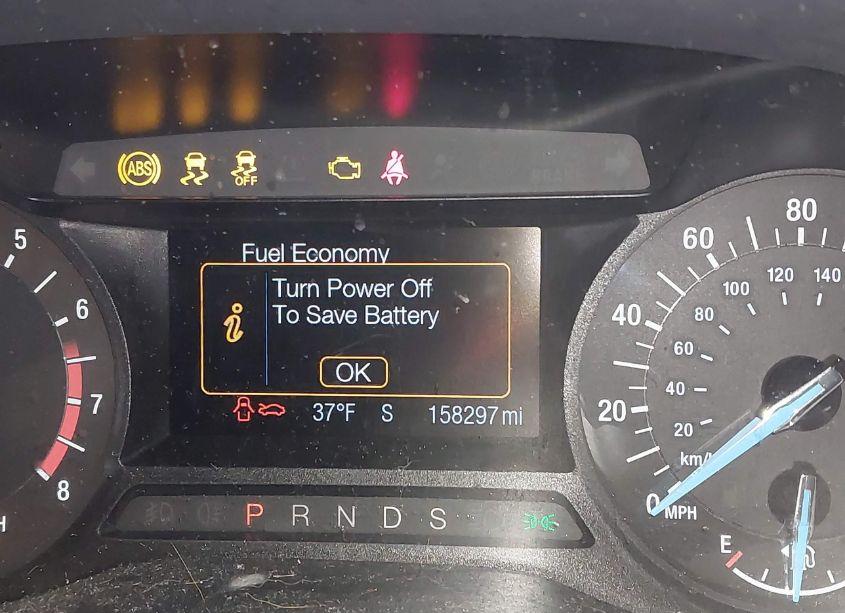 ABS
OFF
Fuel Economy
Turn Power Off
To Save Battery
OK
37°F S 158297 mi
P R N D S
5
6
7
8
H
0
20
40
60
80
MPH
20
40
60
80
100
120
140
km/
E